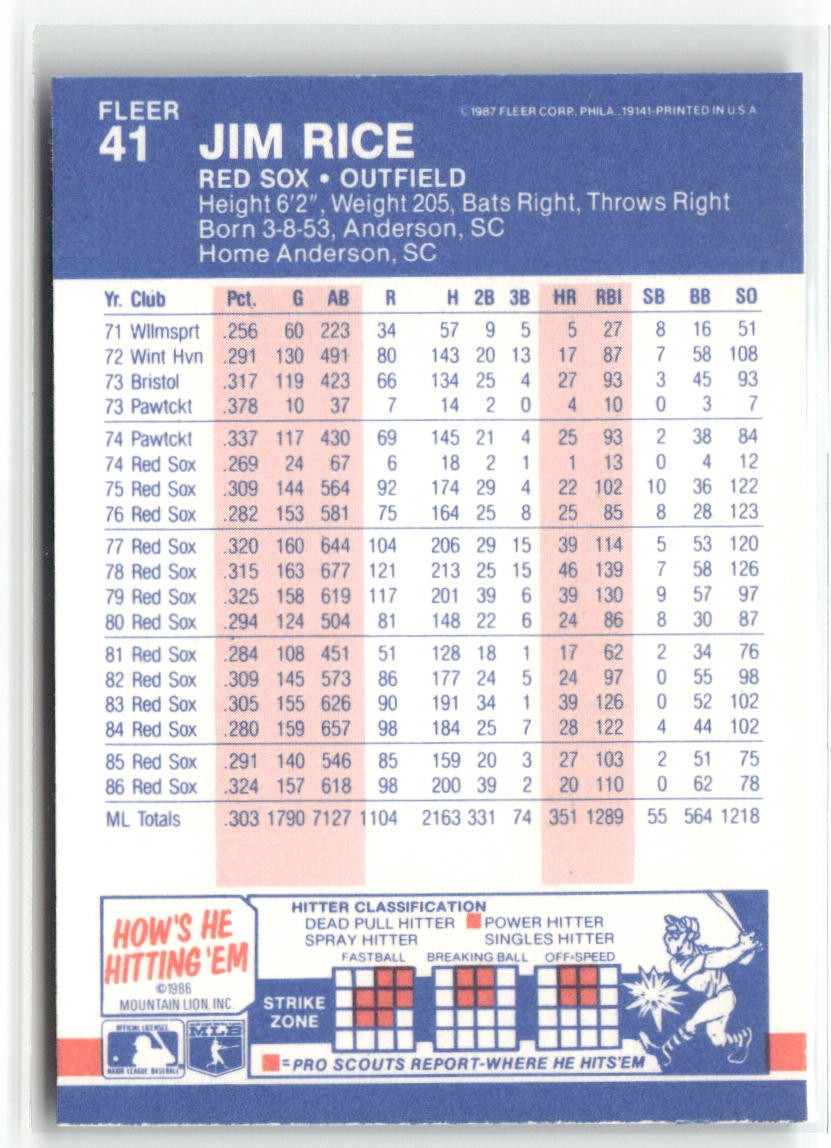 FLEER
41
© 1987 FLEER CORP. PHILA. 19141-PRINTED IN U.S.A
JIM RICE
RED SOX • OUTFIELD
Height 6'2", Weight 205, Bats Right, Throws Right
Born 3-8-53, Anderson, SC
Home Anderson, SC
Yr. Club Pct. G AB R H 2B 3B HR RBI SB BB SO
71 Wllmsprt .256 60 223 34 57 9 5 5 27 8 16 51
72 Wint Hvn .291 130 491 80 143 20 13 17 87 7 58 108
73 Bristol .317 119 423 66 134 25 4 27 93 3 45 93
73 Pawtckt .378 10 37 7 14 2 0 4 10 0 3 7
74 Pawtckt .337 117 430 69 145 21 4 25 93 2 38 84
74 Red Sox .269 24 67 6 18 2 1 1 13 0 4 12
75 Red Sox .309 144 564 92 174 29 4 22 102 10 36 122
76 Red Sox .282 153 581 75 164 25 8 25 85 8 28 123
77 Red Sox .320 160 644 104 206 29 15 39 114 5 53 120
78 Red Sox .315 163 677 121 213 25 15 46 139 7 58 126
79 Red Sox .325 158 619 117 201 39 6 39 130 9 57 97
80 Red Sox .294 124 504 81 148 22 6 24 86 8 30 87
81 Red Sox .284 108 451 51 128 18 1 17 62 2 34 76
82 Red Sox .309 145 573 86 177 24 5 24 97 0 55 98
83 Red Sox .305 155 626 90 191 34 1 39 126 0 52 102
84 Red Sox .280 159 657 98 184 25 7 28 122 4 44 102
85 Red Sox .291 140 546 85 159 20 3 27 103 2 51 75
86 Red Sox .324 157 618 98 200 39 2 20 110 0 62 78
ML Totals .303 1790 7127 1104 2163 331 74 351 1289 55 564 1218
HOW'S HE
HITTING 'EM
©1986
MOUNTAIN LION, INC.
OFFICIAL LICENSEE
MAJOR LEAGUE BASEBALL
MLB
HITTER CLASSIFICATION
DEAD PULL HITTER POWER HITTER
SPRAY HITTER SINGLES HITTER
FASTBALL BREAKING BALL OFF-SPEED
STRIKE
ZONE
=PRO SCOUTS REPORT-WHERE HE HITS'EM